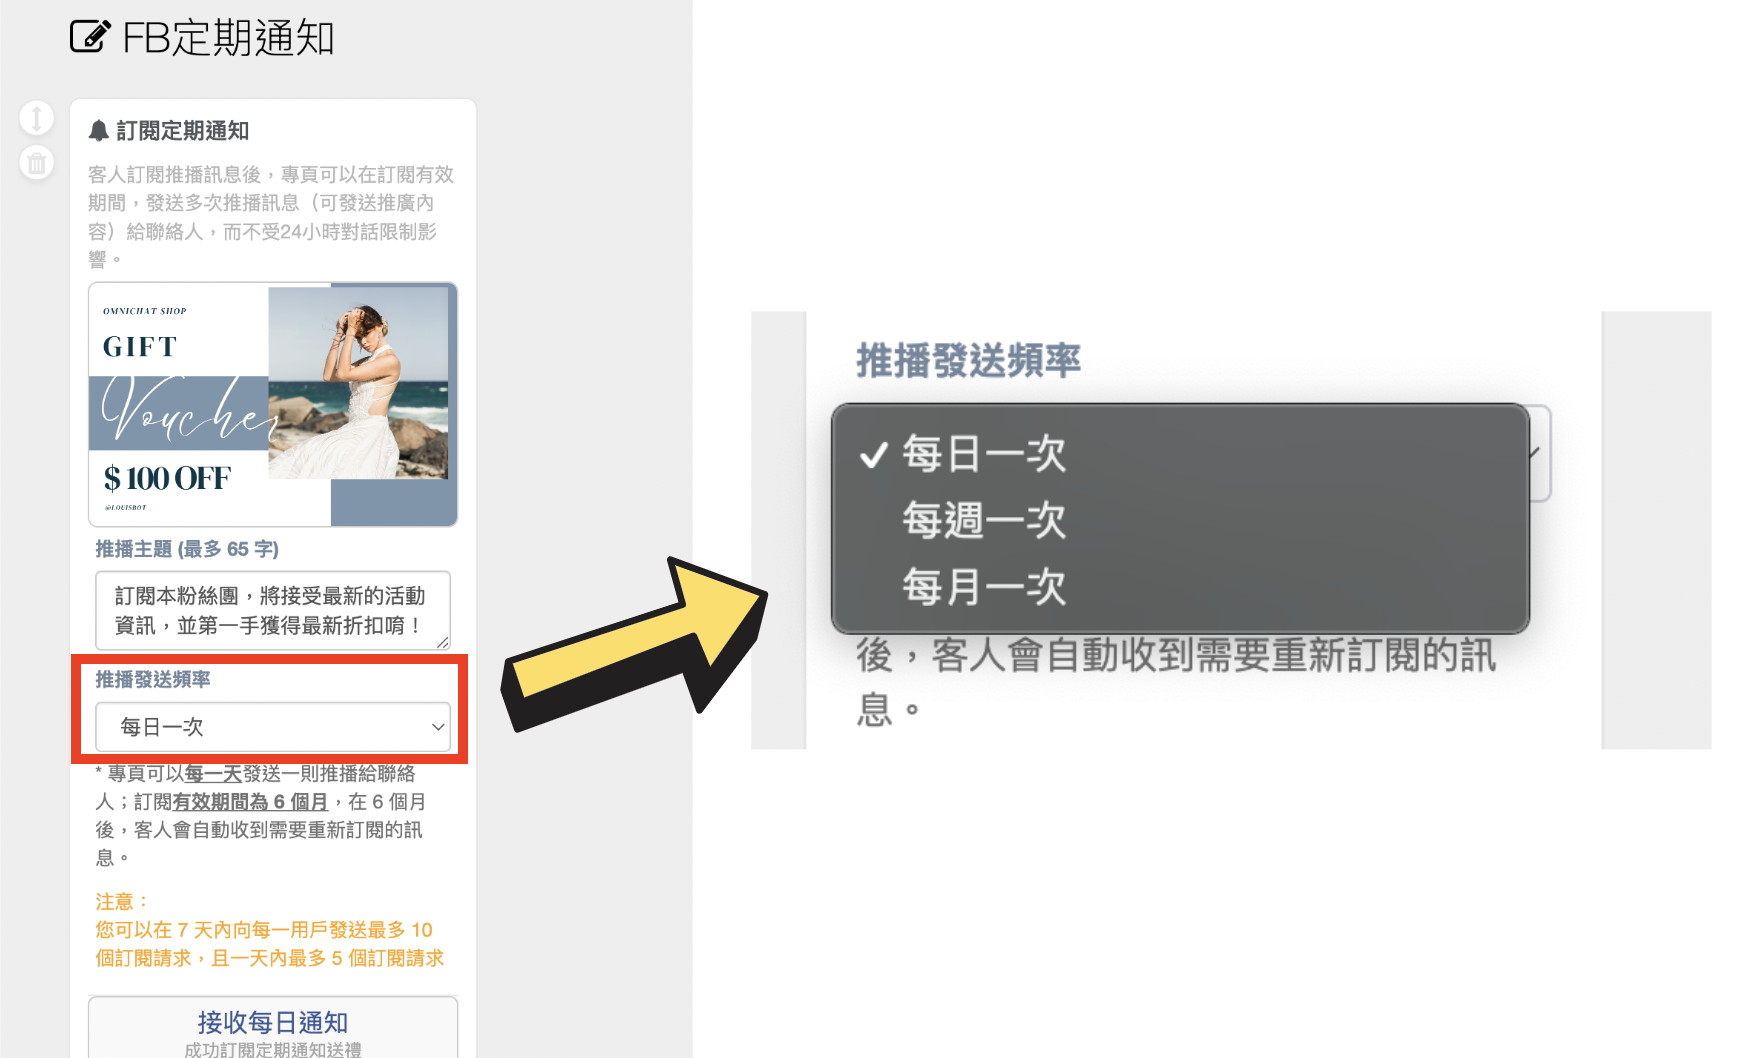 FB定期通知
訂閱定期通知
客人訂閱推播訊息後，專頁可以在訂閱有效
期間，發送多次推播訊息（可發送推廣內
容）給聯絡人，而不受24小時對話限制影
響。
OMNICHAT SHOP
GIFT
Voucher
$ 100 OFF
@LOUISBOT
推播主題 (最多 65 字)
訂閱本粉絲團，將接受最新的活動
資訊，並第一手獲得最新折扣唷！
推播發送頻率
每日一次
* 專頁可以每一天發送一則推播給聯絡
人；訂閱有效期間為 6 個月，在 6 個月
後，客人會自動收到需要重新訂閱的訊
息。
注意：
您可以在 7 天內向每一用戶發送最多 10
個訂閱請求，且一天內最多 5 個訂閱請求
接收每日通知
成功訂閱定期通知送禮
推播發送頻率
每日一次
每週一次
每月一次
後，客人會自動收到需要重新訂閱的訊
息。